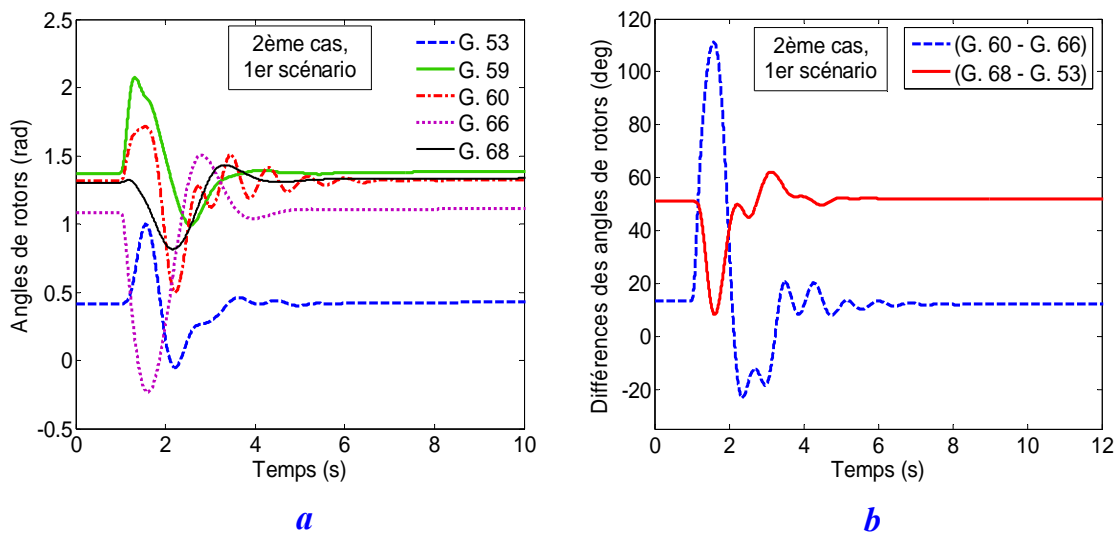 2.5
2
1.5
1
0.5
0
-0.5
Angles de rotors (rad)
2ème cas,
1er scénario
G. 53
G. 59
G. 60
G. 66
G. 68
0
2
4
6
8
10
Temps (s)
a
120
100
80
60
40
20
0
-20
Différences des angles de rotors (deg)
2ème cas,
1er scénario
(G. 60 - G. 66)
(G. 68 - G. 53)
0
2
4
6
8
10
12
Temps (s)
b